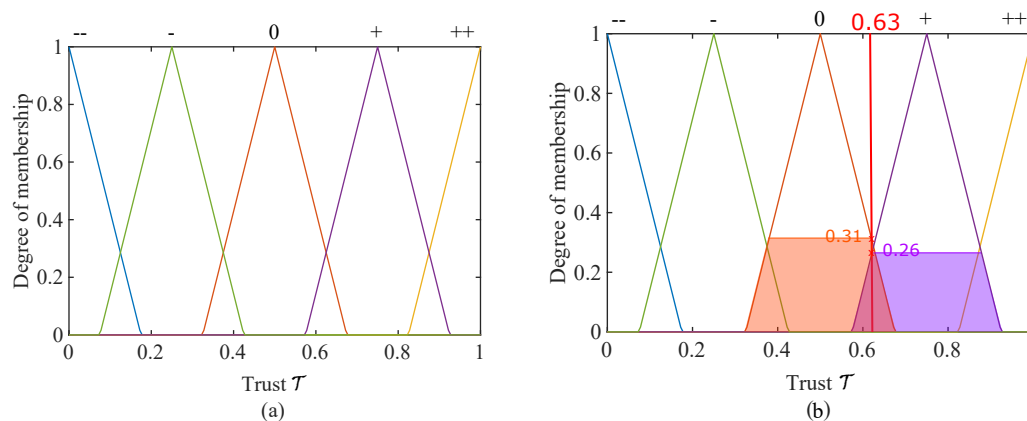 -- - 0 + ++
1
0.8
0.6
0.4
0.2
0
Degree of membership
0 0.2 0.4 0.6 0.8 1
Trust 𝒯
(a)
-- - 0 0.63 + ++
1
0.8
0.6
0.4
0.2
0
Degree of membership
0.31
0.26
0 0.2 0.4 0.6 0.8
Trust 𝒯
(b)